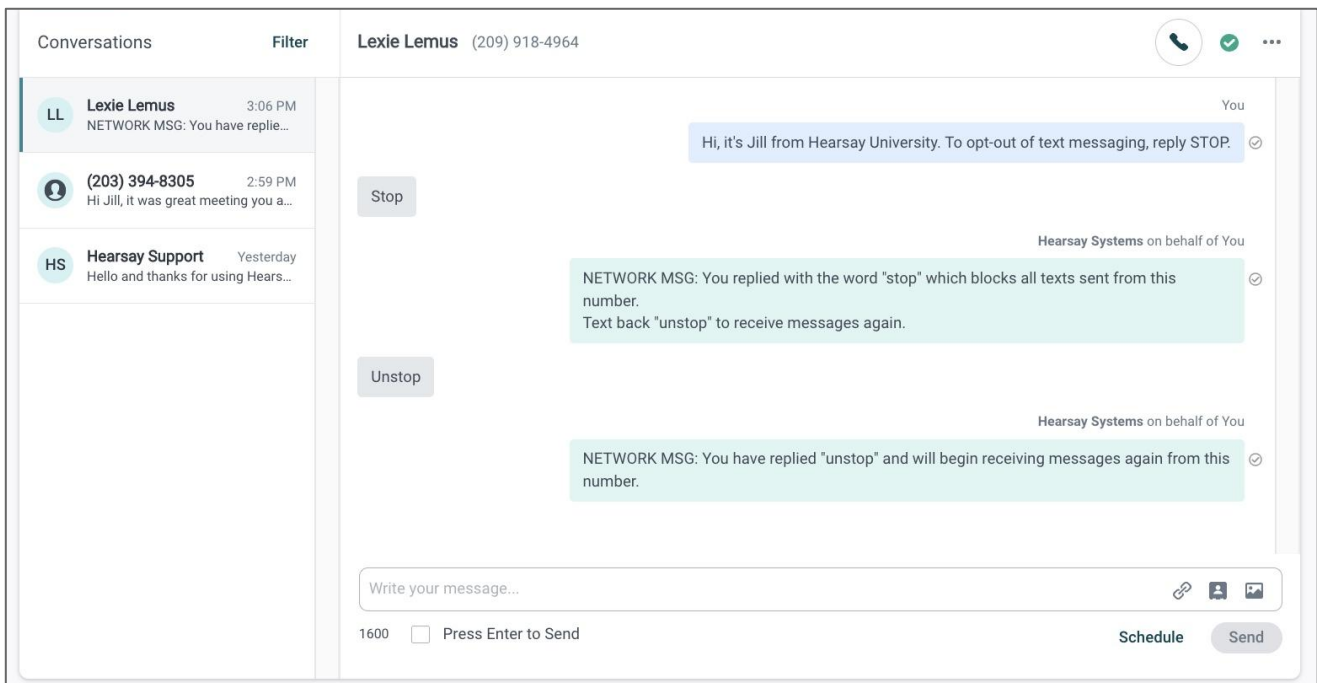 Conversations
Filter
LL
Lexie Lemus
3:06 PM
NETWORK MSG: You have replie...
(203) 394-8305
2:59 PM
Hi Jill, it was great meeting you a...
HS
Hearsay Support
Yesterday
Hello and thanks for using Hears...
Lexie Lemus (209) 918-4964
You
Hi, it's Jill from Hearsay University. To opt-out of text messaging, reply STOP.
Stop
Hearsay Systems on behalf of You
NETWORK MSG: You replied with the word "stop" which blocks all texts sent from this
number.
Text back "unstop" to receive messages again.
Unstop
Hearsay Systems on behalf of You
NETWORK MSG: You have replied "unstop" and will begin receiving messages again from this
number.
Write your message...
1600
Press Enter to Send
Schedule
Send